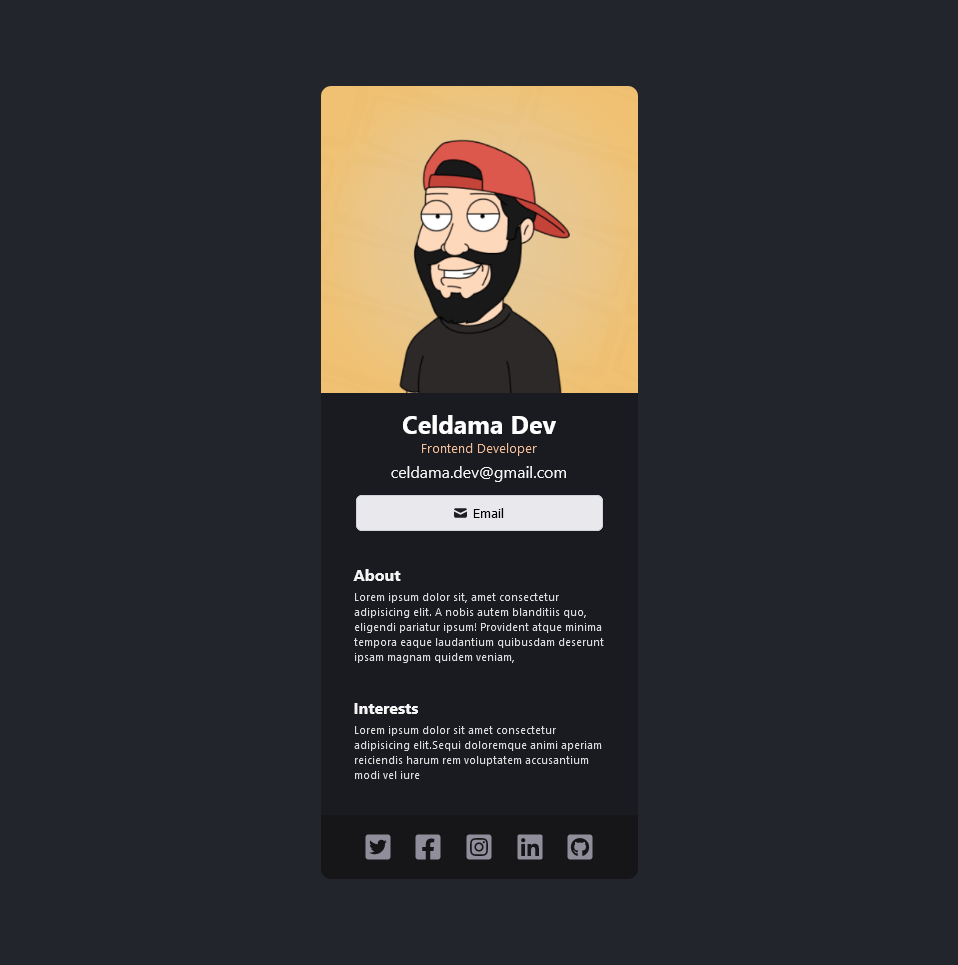 Celdama Dev
Frontend Developer
celdama.dev@gmail.com
Email
About
Lorem ipsum dolor sit, amet consectetur
adipisicing elit. A nobis autem blanditiis quo,
eligendi pariatur ipsum! Provident atque minima
tempora eaque laudantium quibusdam deserunt
ipsam magnam quidem veniam,
Interests
Lorem ipsum dolor sit amet consectetur
adipisicing elit.Sequi doloremque animi aperiam
reiciendis harum rem voluptatem accusantium
modi vel iure